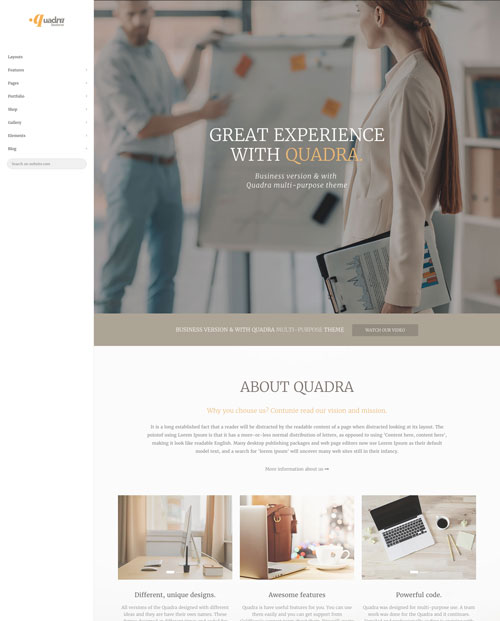 Quadra
Layouts
Features
Pages
Portfolio
Shop
Gallery
Elements
Blog
Search on website.com
GREAT EXPERIENCE
WITH QUADRA.
Business version & with
Quadra multi-purpose theme
BUSINESS VERSION & WITH QUADRA MULTI-PURPOSE THEME
WATCH OUR VIDEO
ABOUT QUADRA
Why you choose us? Contunie read our vision and mission.
It is a long established fact that a reader will be distracted by the readable content of a page when distracted looking at its layout. The
pointof using Lorem Ipsum is that it has a more-or-less normal distribution of letters, as opposed to using 'Content here, content here',
making it look like readable English. Many desktop publishing packages and web page editors now use Lorem Ipsum as their default
model text, and a search for 'lorem ipsum' will uncover many web sites still in their infancy.
More information about us
Different, unique designs.
All versions of the Quadra designed with different
ideas and they are have their own names. These
Awesome features
Quadra is have useful features for you. You can use
them easily and you can get support from
Powerful code.
Quadra was designed for multi-purpose use. A team
work was done for the Quadra and it continues.